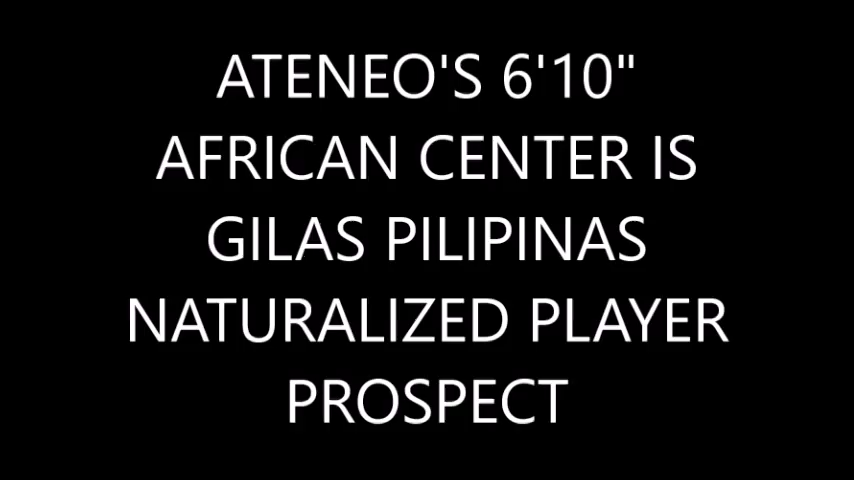 ATENEO'S 6'10"
AFRICAN CENTER IS
GILAS PILIPINAS
NATURALIZED PLAYER
PROSPECT